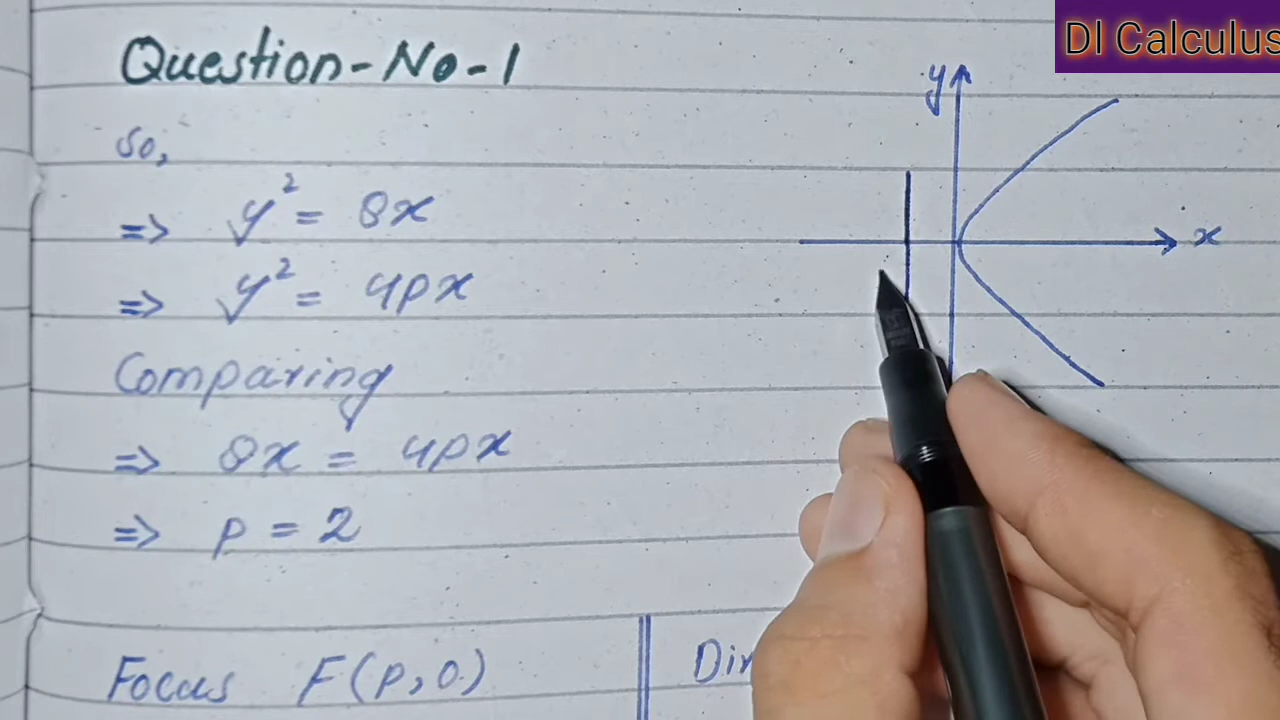 DI Calculus
Question-No-1
So,
=> y² = 8x
=> y² = 4px
Comparing
=> 8x = 4px
=> p = 2
Focus F(p,0)
y
x